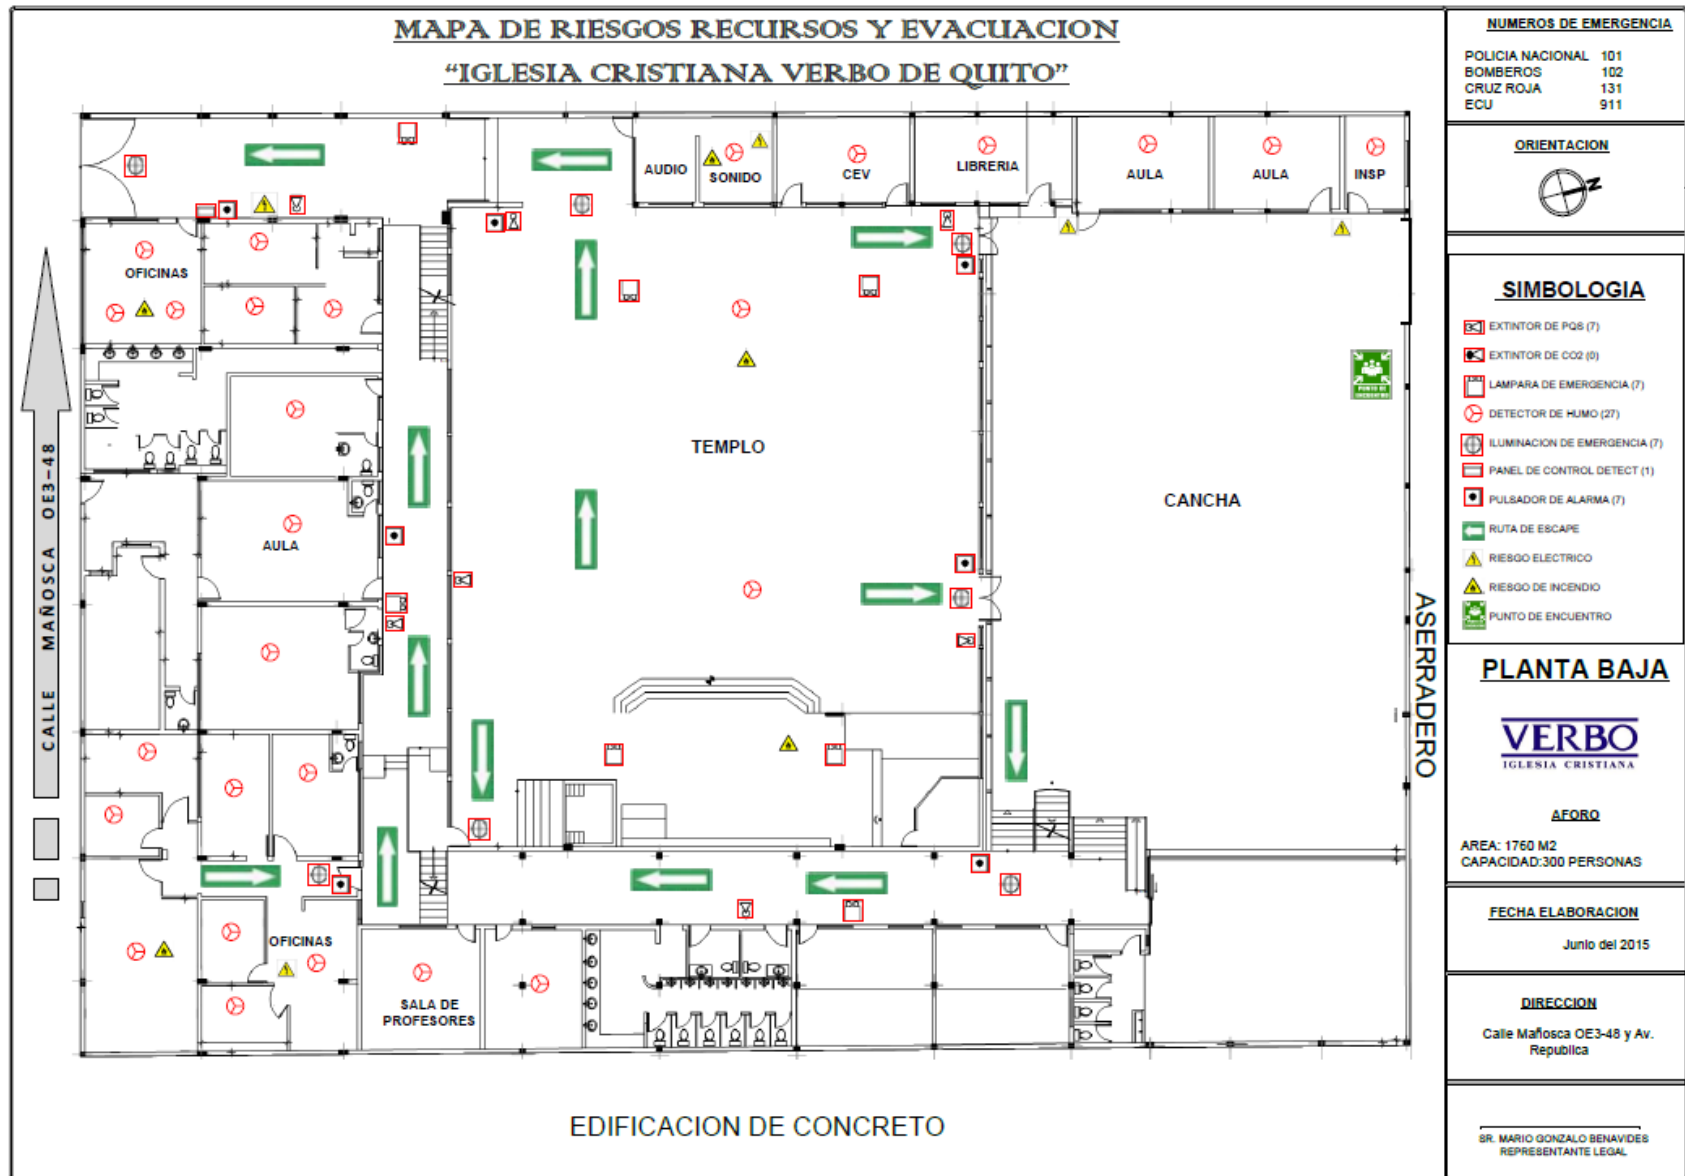 MAPA DE RIESGOS RECURSOS Y EVACUACION
“IGLESIA CRISTIANA VERBO DE QUITO”
AUDIO
SONIDO
CEV
LIBRERIA
AULA
AULA
INSP
OFICINAS
TEMPLO
CANCHA
AULA
OFICINAS
SALA DE
PROFESORES
CALLE MAÑOSCA OE3-48
ASERRADERO
PUNTO DE
ENCUENTRO
EDIFICACION DE CONCRETO
NUMEROS DE EMERGENCIA
POLICIA NACIONAL 101
BOMBEROS 102
CRUZ ROJA 131
ECU 911
ORIENTACION
N
SIMBOLOGIA
EXTINTOR DE PQS (7)
EXTINTOR DE CO2 (0)
LAMPARA DE EMERGENCIA (7)
DETECTOR DE HUMO (27)
ILUMINACION DE EMERGENCIA (7)
PANEL DE CONTROL DETECT (1)
PULSADOR DE ALARMA (7)
RUTA DE ESCAPE
RIESGO ELECTRICO
RIESGO DE INCENDIO
PUNTO DE ENCUENTRO
PLANTA BAJA
VERBO
IGLESIA CRISTIANA
AFORO
AREA: 1760 M2
CAPACIDAD:300 PERSONAS
FECHA ELABORACION
Junio del 2015
DIRECCION
Calle Mañosca OE3-48 y Av.
Republica
SR. MARIO GONZALO BENAVIDES
REPRESENTANTE LEGAL